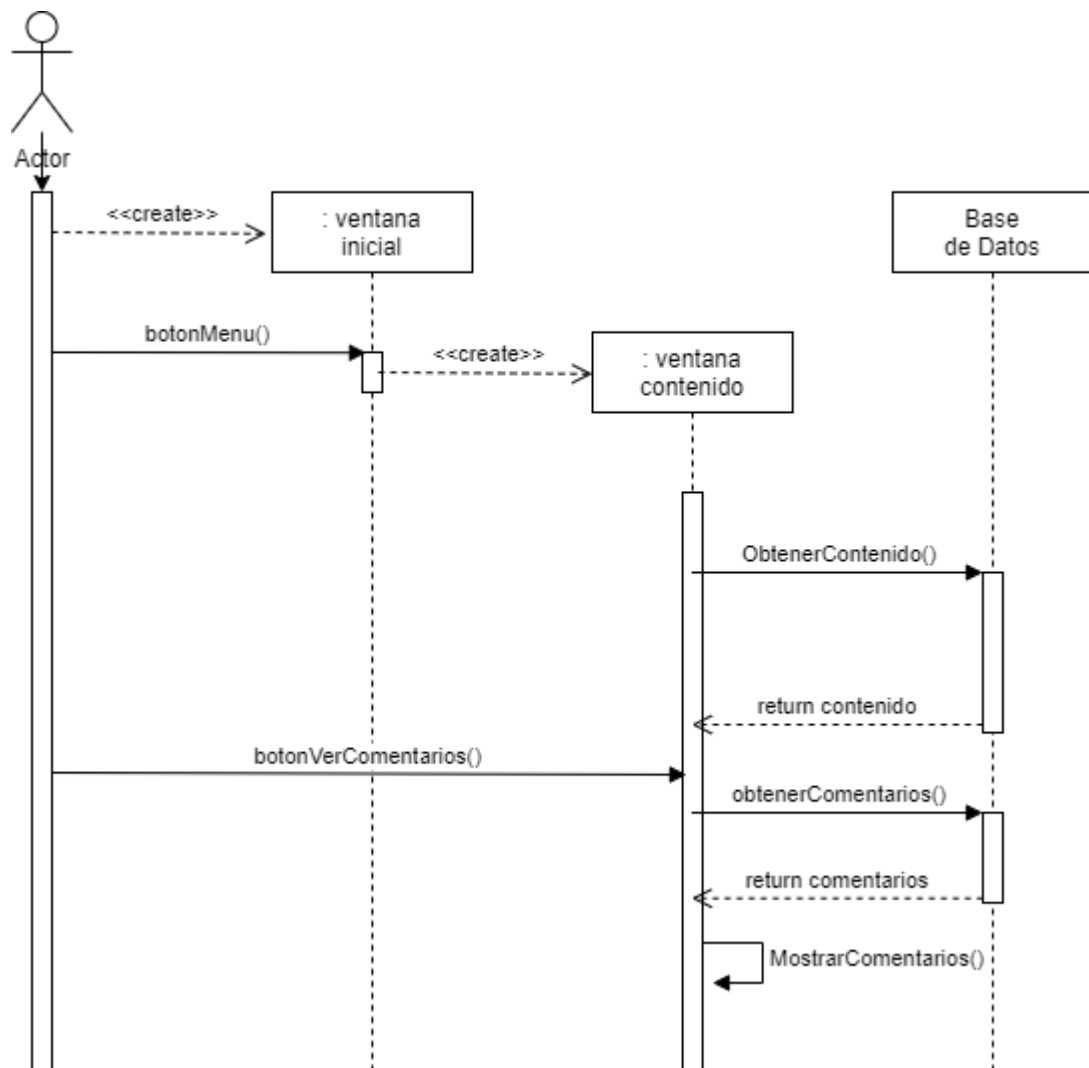 Actor
<<create>>
: ventana
inicial
Base
de Datos
botonMenu()
<<create>>
: ventana
contenido
ObtenerContenido()
return contenido
botonVerComentarios()
obtenerComentarios()
return comentarios
MostrarComentarios()